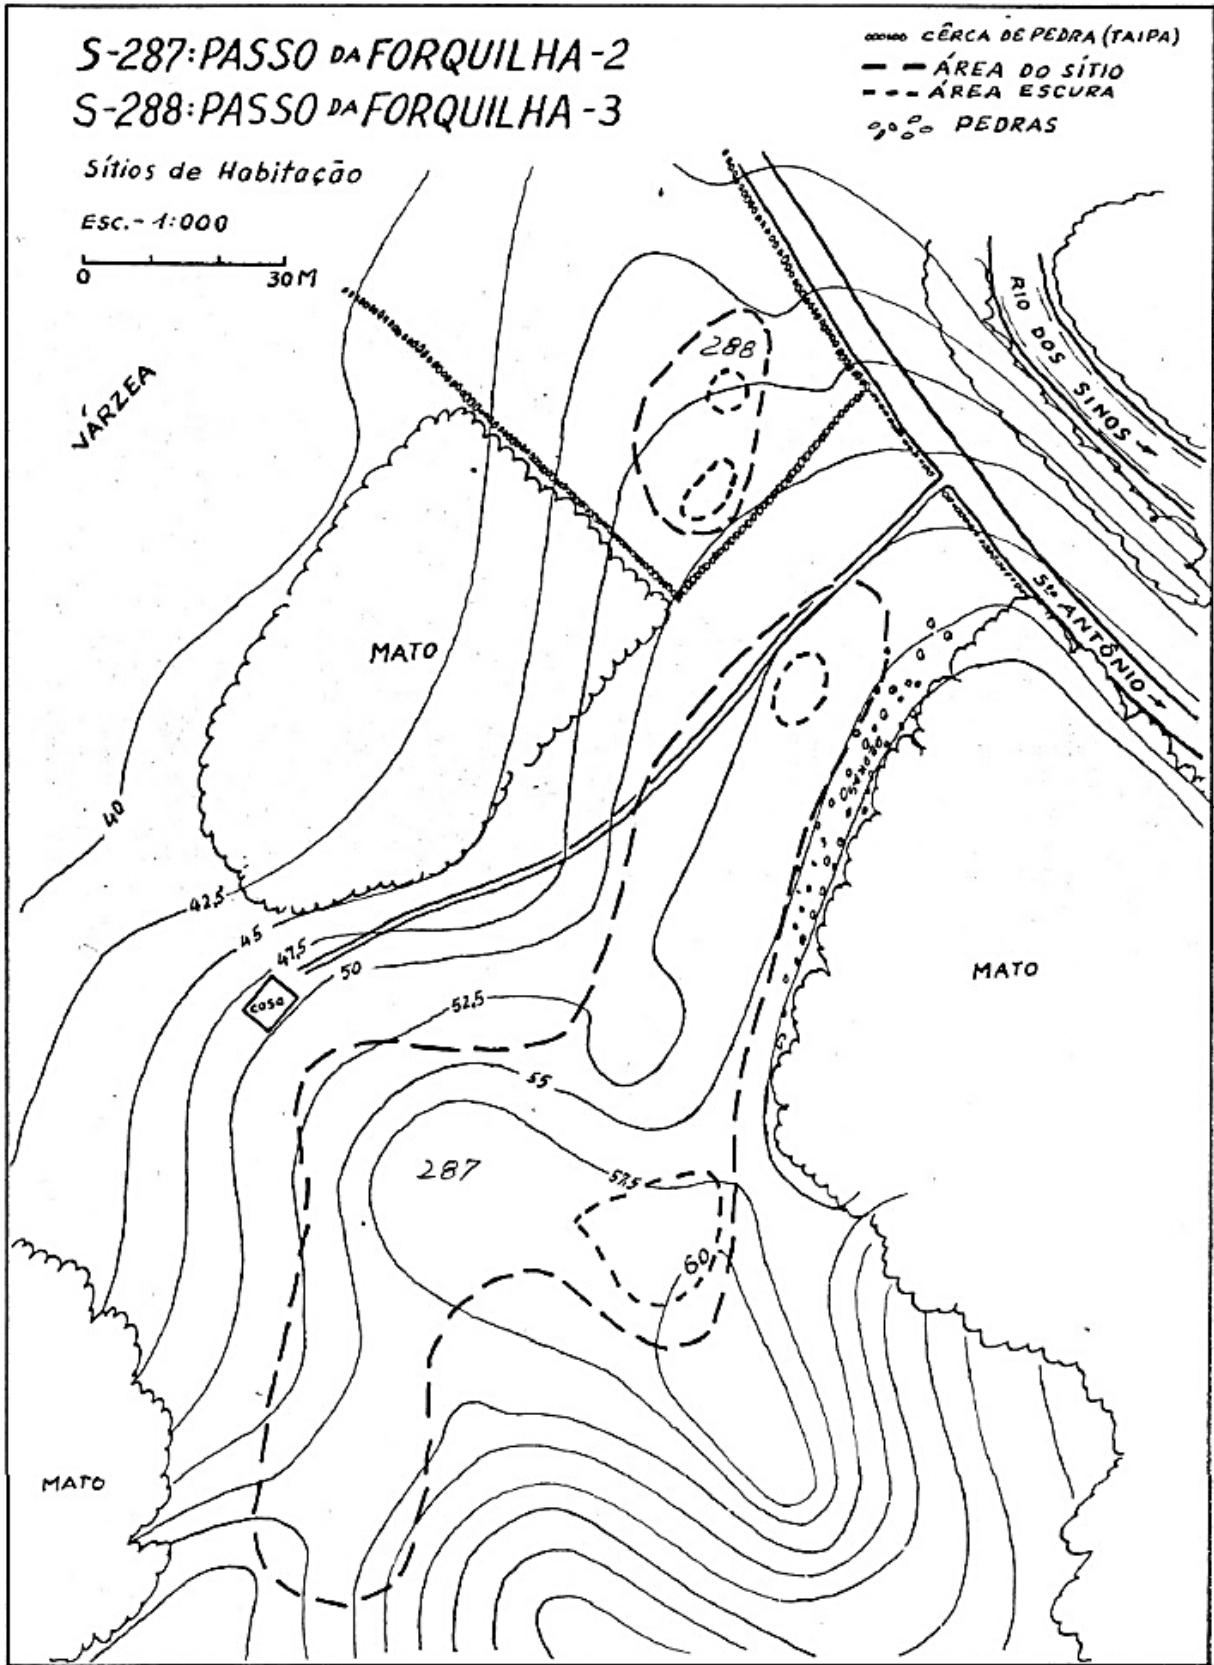 S-287: PASSO DA FORQUILHA-2
S-288: PASSO DA FORQUILHA-3
Sítios de Habitação
Esc.- 1:000
0 30M
CÊRCA DE PEDRA (TAIPA)
ÁREA DO SÍTIO
ÁREA ESCURA
PEDRAS
RIO DOS SINOS
VÁRZEA
288
MATO
Sto ANTÔNIO
40
42,5
45
47,5
50
casa
52,5
MATO
55
287
57,5
60
MATO